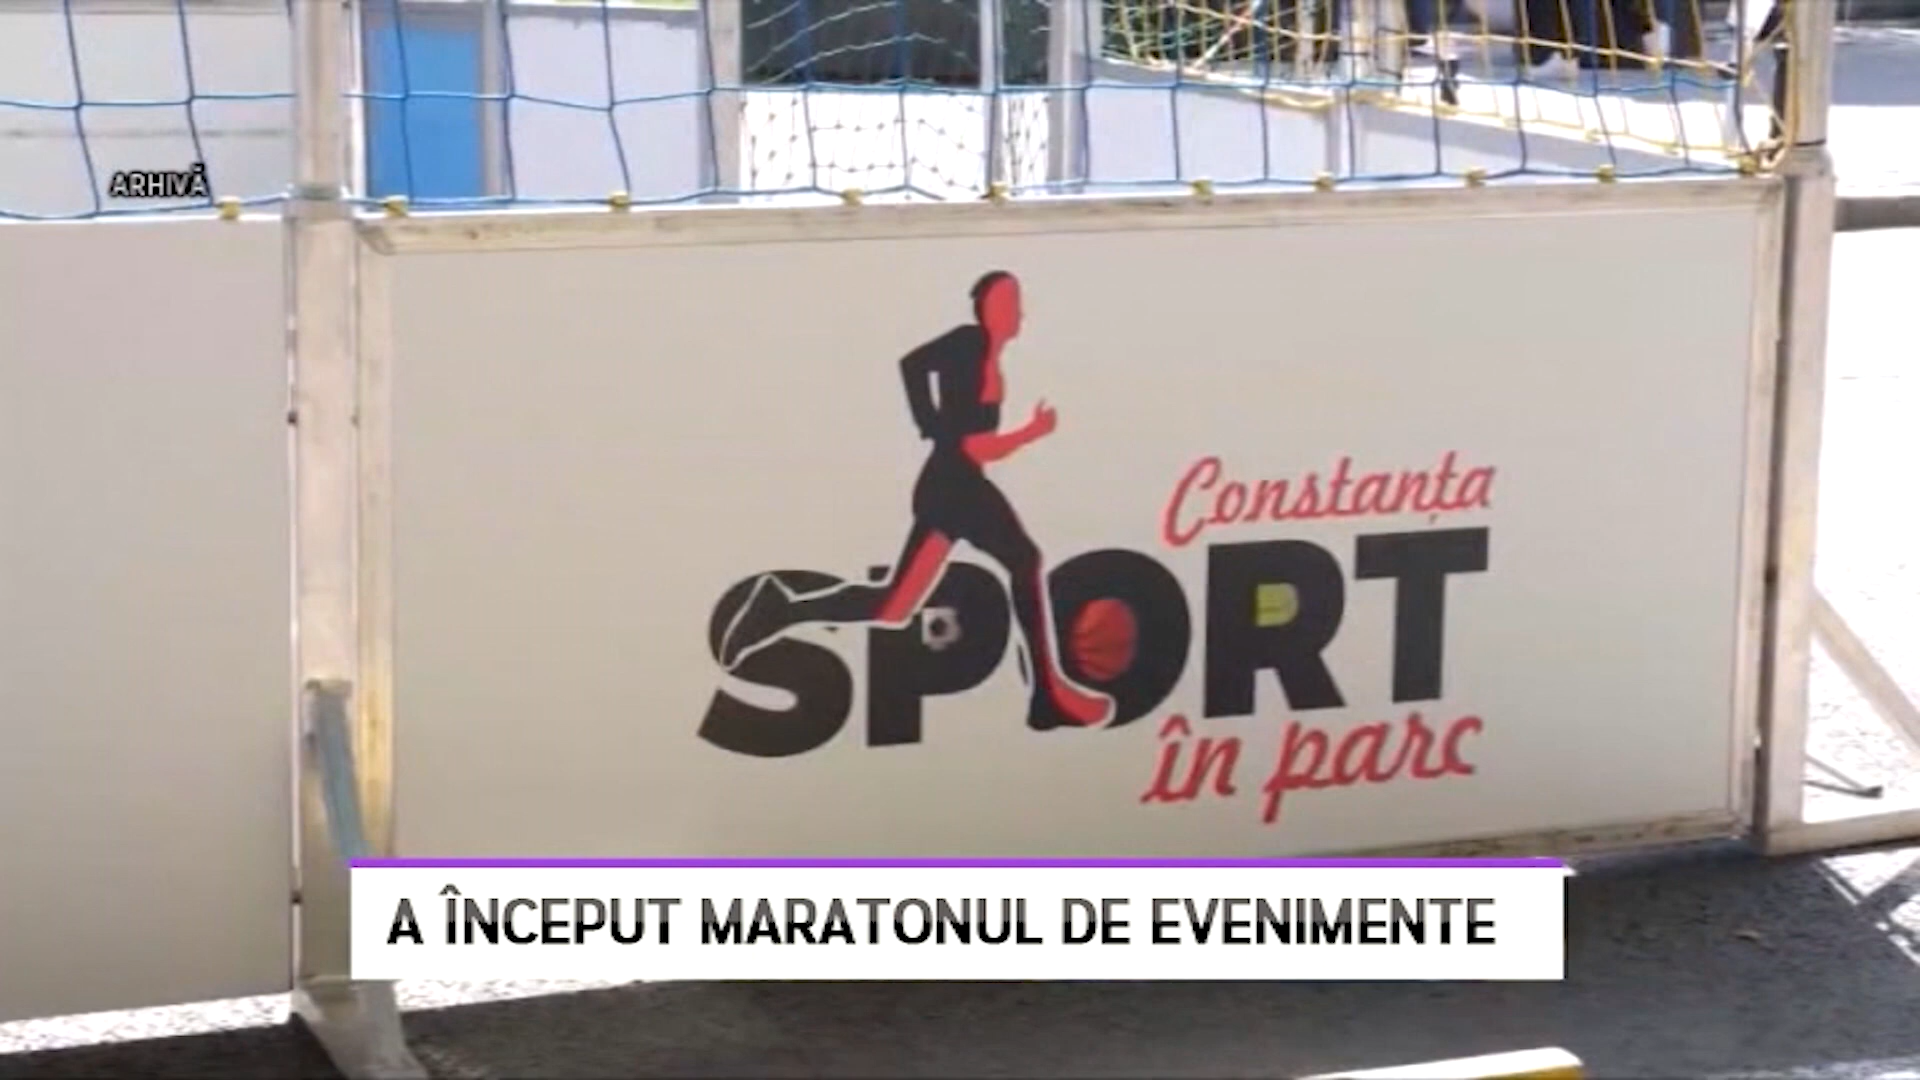 ARHIVĂ
Constanța
SPORT
în parc
A ÎNCEPUT MARATONUL DE EVENIMENTE